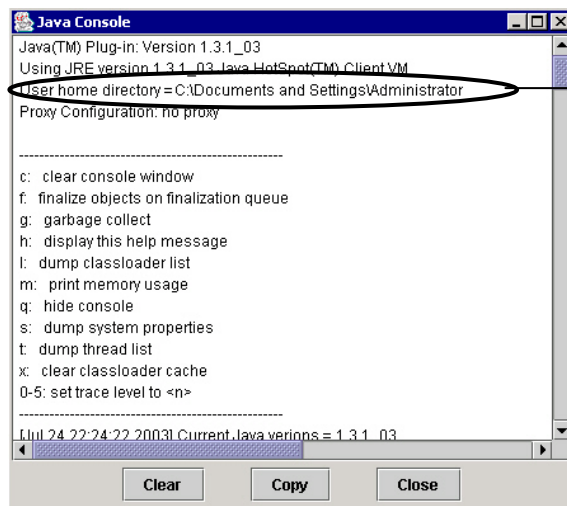 Java Console
Java(TM) Plug-in: Version 1.3.1_03
Using JRE version 1.3.1_03 Java HotSpot(TM) Client VM
User home directory = C:\Documents and Settings\Administrator
Proxy Configuration: no proxy
----------------------------------------------------
c: clear console window
f: finalize objects on finalization queue
g: garbage collect
h: display this help message
l: dump classloader list
m: print memory usage
q: hide console
s: dump system properties
t: dump thread list
x: clear classloader cache
0-5: set trace level to <n>
----------------------------------------------------
[Jul 24 22:24:22 2003] Current Java verions = 1.3.1_03
Clear Copy Close